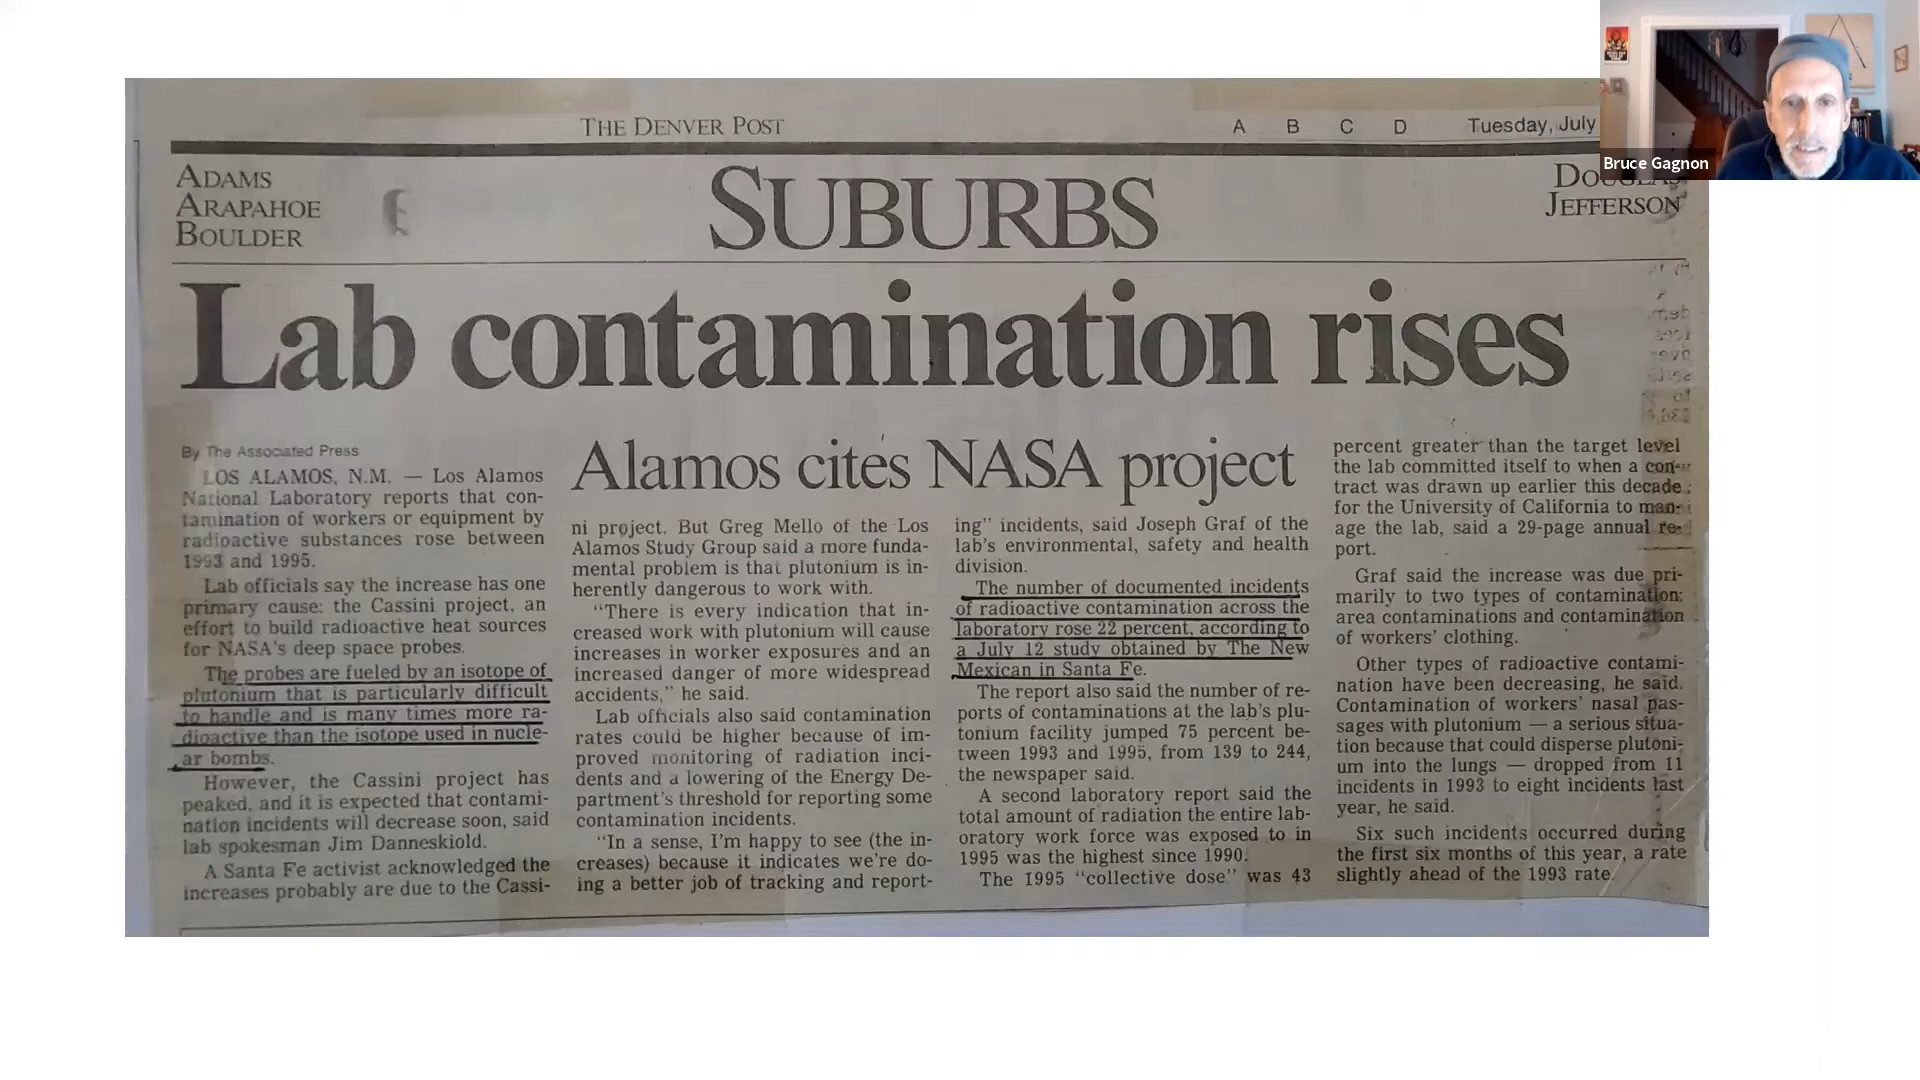 THE DENVER POST
A B C D
Tuesday, July
Bruce Gagnon
ADAMS
ARAPAHOE
BOULDER
SUBURBS
DOUGLAS
JEFFERSON
Lab contamination rises
Alamos cites NASA project
By The Associated Press
LOS ALAMOS, N.M. — Los Alamos
National Laboratory reports that con-
tamination of workers or equipment by
radioactive substances rose between
1993 and 1995.
Lab officials say the increase has one
primary cause: the Cassini project, an
effort to build radioactive heat sources
for NASA's deep space probes.
The probes are fueled by an isotope of
plutonium that is particularly difficult
to handle and is many times more ra-
dioactive than the isotope used in nucle-
ar bombs.
However, the Cassini project has
peaked, and it is expected that contami-
nation incidents will decrease soon, said
lab spokesman Jim Danneskiold.
A Santa Fe activist acknowledged the
increases probably are due to the Cassi-
ni project. But Greg Mello of the Los
Alamos Study Group said a more funda-
mental problem is that plutonium is in-
herently dangerous to work with.
"There is every indication that in-
creased work with plutonium will cause
increases in worker exposures and an
increased danger of more widespread
accidents," he said.
Lab officials also said contamination
rates could be higher because of im-
proved monitoring of radiation inci-
dents and a lowering of the Energy De-
partment's threshold for reporting some
contamination incidents.
"In a sense, I'm happy to see (the in-
creases) because it indicates we're do-
ing a better job of tracking and report-
ing" incidents, said Joseph Graf of the
lab's environmental, safety and health
division.
The number of documented incidents
of radioactive contamination across the
laboratory rose 22 percent, according to
a July 12 study obtained by The New
Mexican in Santa Fe.
The report also said the number of re-
ports of contaminations at the lab's plu-
tonium facility jumped 75 percent be-
tween 1993 and 1995, from 139 to 244,
the newspaper said.
A second laboratory report said the
total amount of radiation the entire lab-
oratory work force was exposed to in
1995 was the highest since 1990.
The 1995 "collective dose" was 43
percent greater than the target level
the lab committed itself to when a con-
tract was drawn up earlier this decade
for the University of California to man-
age the lab, said a 29-page annual re-
port.
Graf said the increase was due pri-
marily to two types of contamination:
area contaminations and contamination
of workers' clothing.
Other types of radioactive contami-
nation have been decreasing, he said.
Contamination of workers' nasal pas-
sages with plutonium — a serious situa-
tion because that could disperse plutoni-
um into the lungs — dropped from 11
incidents in 1993 to eight incidents last
year, he said.
Six such incidents occurred during
the first six months of this year, a rate
slightly ahead of the 1993 rate.